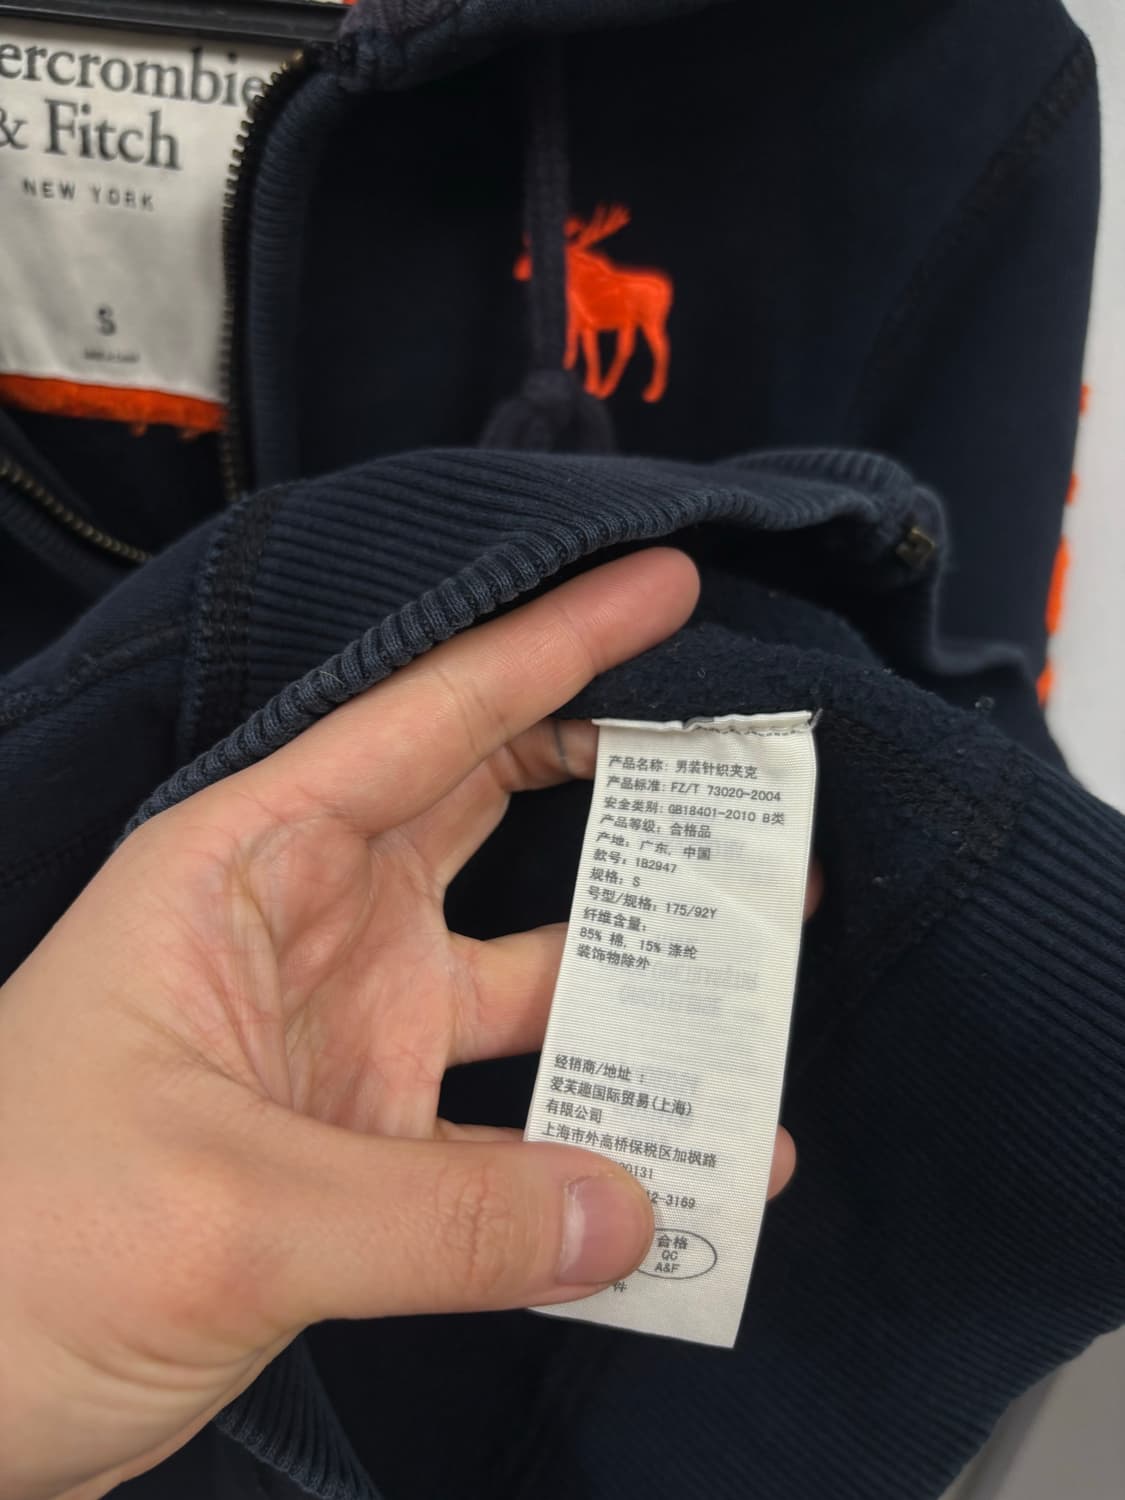 ercrombie
& Fitch
NEW YORK
S
产品名称: 男装针织夹克
产品标准: FZ/T 73020-2004
安全类别: GB18401-2010 B类
产品等级: 合格品
产地: 广东, 中国
款号: 182947
规格: S
号型/规格: 175/92Y
纤维含量:
85% 棉, 15% 涤纶
装饰物除外
经销商/地址 :
爱芙趣国际贸易(上海)
有限公司
上海市外高桥保税区加枫路
0131
12-3169
合格
QC
A&F
件